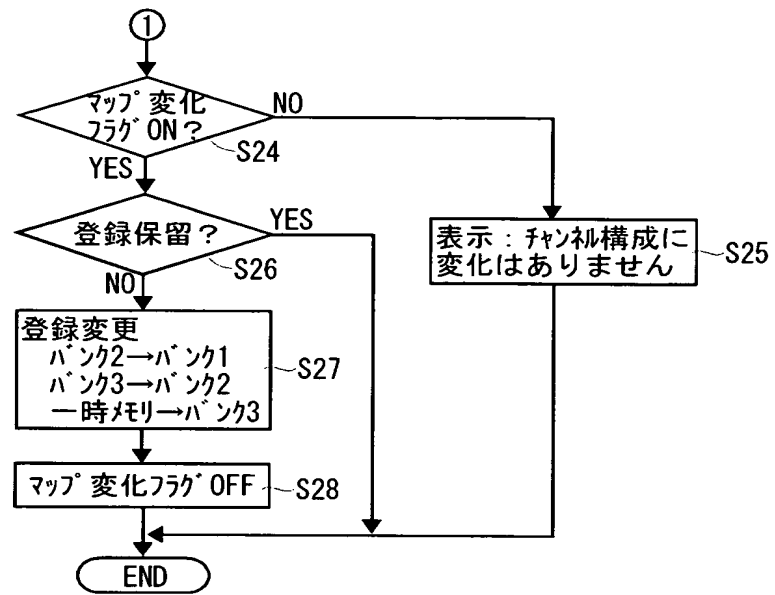 ①
ﾏｯﾌﾟ変化
ﾌﾗｸﾞON？
NO
S24
YES
登録保留？
YES
S26
NO
表示：ﾁｬﾝﾈﾙ構成に
変化はありません
S25
登録変更
ﾊﾞﾝｸ2→ﾊﾞﾝｸ1
ﾊﾞﾝｸ3→ﾊﾞﾝｸ2
一時ﾒﾓﾘ→ﾊﾞﾝｸ3
S27
ﾏｯﾌﾟ変化ﾌﾗｸﾞOFF
S28
END